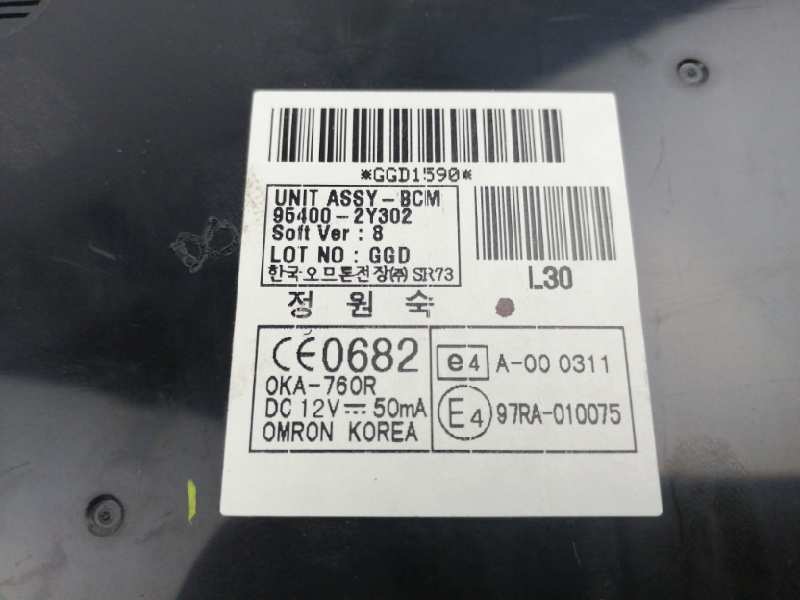 *GGD1590*
UNIT ASSY-BCM
95400-2Y302
Soft Ver : 8
LOT NO : GGD
한국오므론전장㈜ SIR73
L30
정 원 숙
CE0682
OKA-760R
DC 12V ⎓ 50mA
OMRON KOREA
e4 A-00 0311
E4 97RA-010075